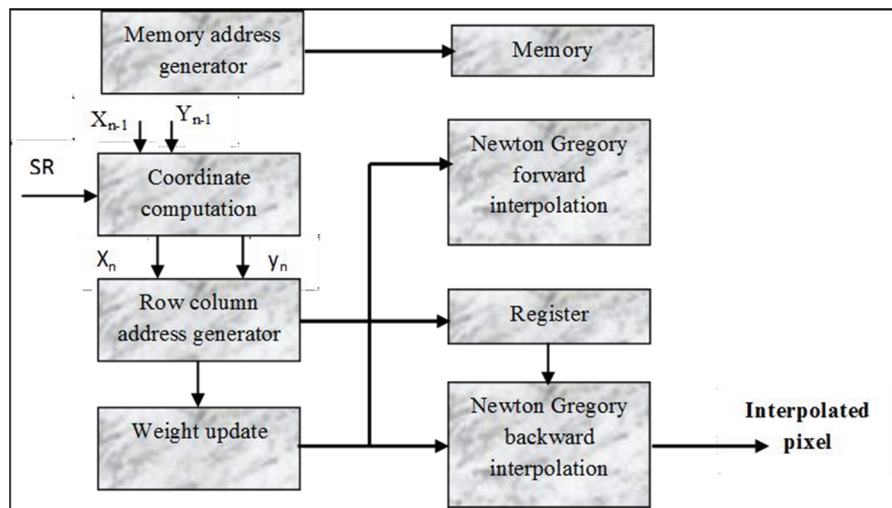 Memory address
generator
Memory
Xn-1 Yn-1
SR
Coordinate
computation
Newton Gregory
forward
interpolation
Xn yn
Row column
address generator
Register
Weight update
Newton Gregory
backward
interpolation
Interpolated
pixel